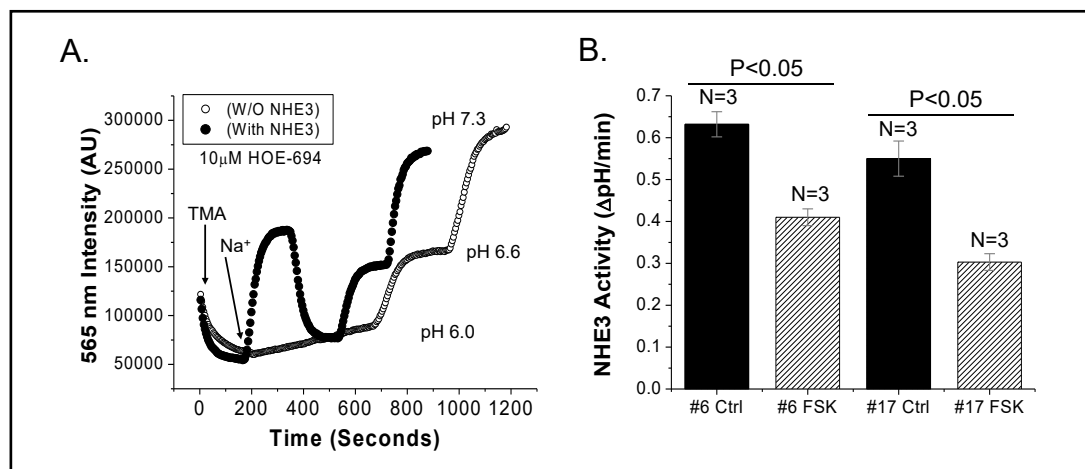 A.
(W/O NHE3)
(With NHE3)
10μM HOE-694
TMA
Na⁺
pH 7.3
pH 6.6
pH 6.0
300000
250000
200000
150000
100000
50000
565 nm Intensity (AU)
0 200 400 600 800 1000 1200
Time (Seconds)
B.
P<0.05
P<0.05
N=3
N=3
N=3
N=3
0.7
0.6
0.5
0.4
0.3
0.2
0.1
0.0
NHE3 Activity (ΔpH/min)
#6 Ctrl #6 FSK #17 Ctrl #17 FSK